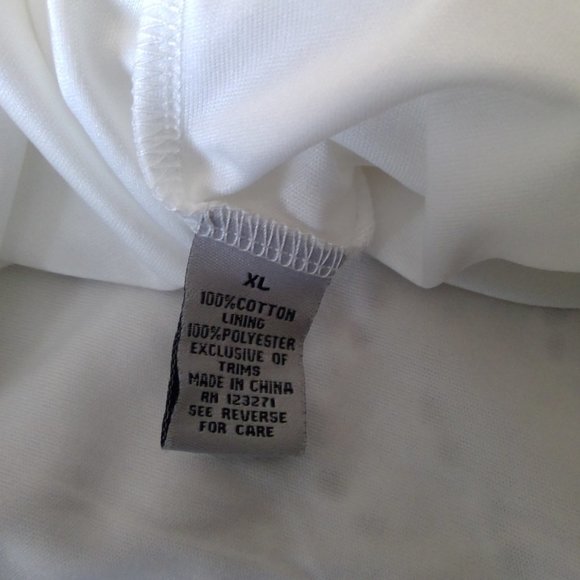 XL
100%COTTON
LINING
100%POLYESTER
EXCLUSIVE OF
TRIMS
MADE IN CHINA
RN 123271
SEE REVERSE
FOR CARE